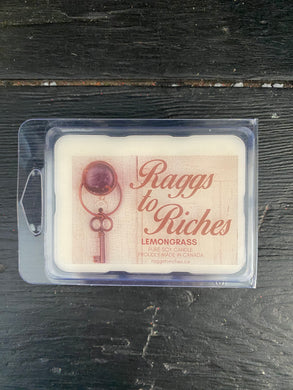 Raggs
to
Riches
LEMONGRASS
PURE SOY CANDLE
PROUDLY MADE IN CANADA
raggstoriches.ca